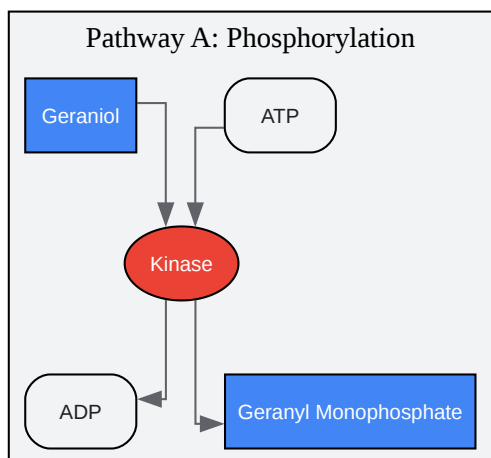 Pathway A: Phosphorylation
Geraniol
ATP
Kinase
ADP
Geranyl Monophosphate